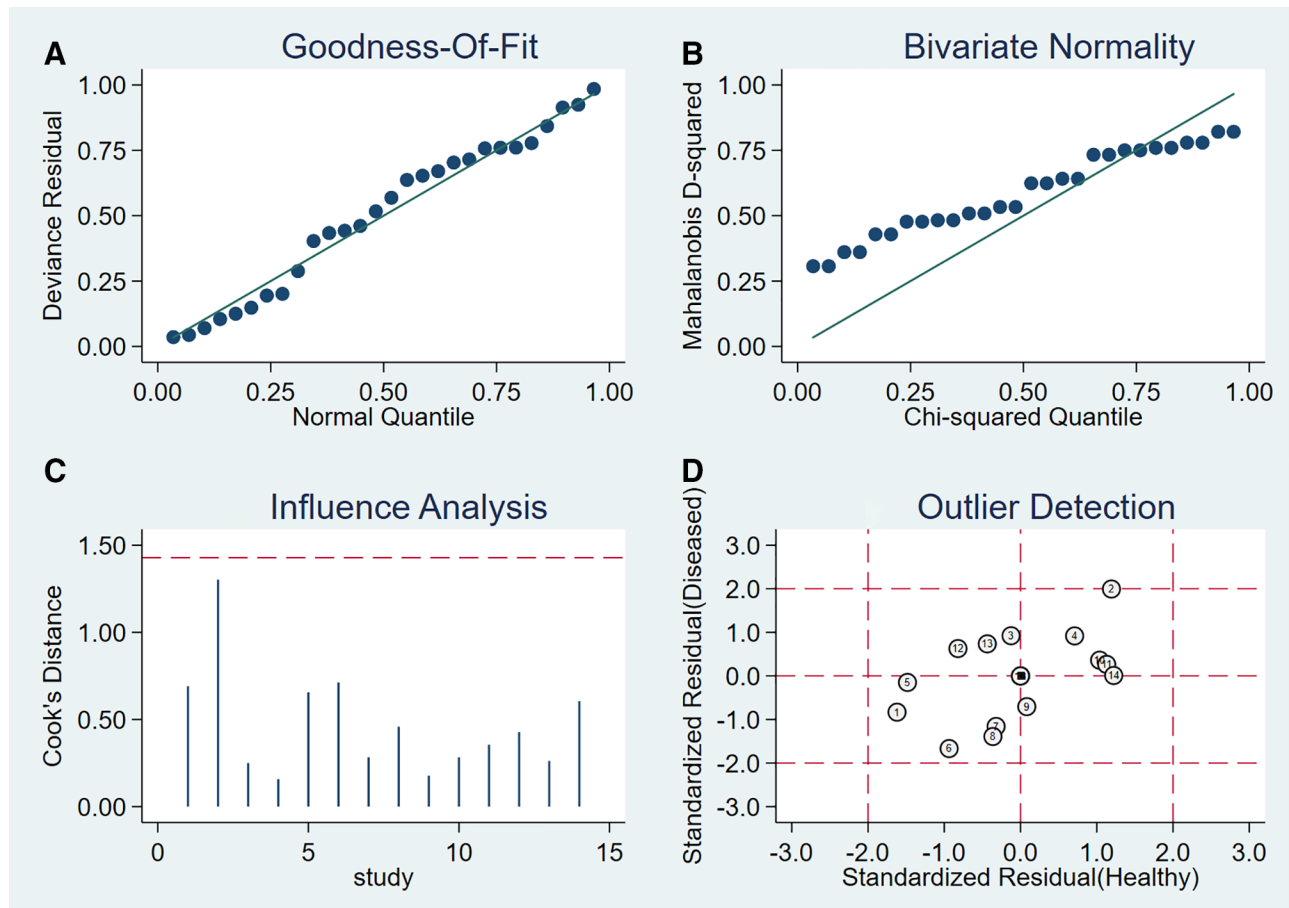 A
Goodness-Of-Fit
Deviance Residual
1.00
0.75
0.50
0.25
0.00
0.00 0.25 0.50 0.75 1.00
Normal Quantile
B
Bivariate Normality
Mahalanobis D-squared
1.00
0.75
0.50
0.25
0.00
0.00 0.25 0.50 0.75 1.00
Chi-squared Quantile
C
Influence Analysis
Cook's Distance
1.50
1.00
0.50
0.00
0 5 10 15
study
D
Outlier Detection
Standardized Residual(Diseased)
3.0
2.0
1.0
0.0
-1.0
-2.0
-3.0
2
3
4
13
12
11
14
5
9
1
7
8
6
-3.0 -2.0 -1.0 0.0 1.0 2.0 3.0
Standardized Residual(Healthy)